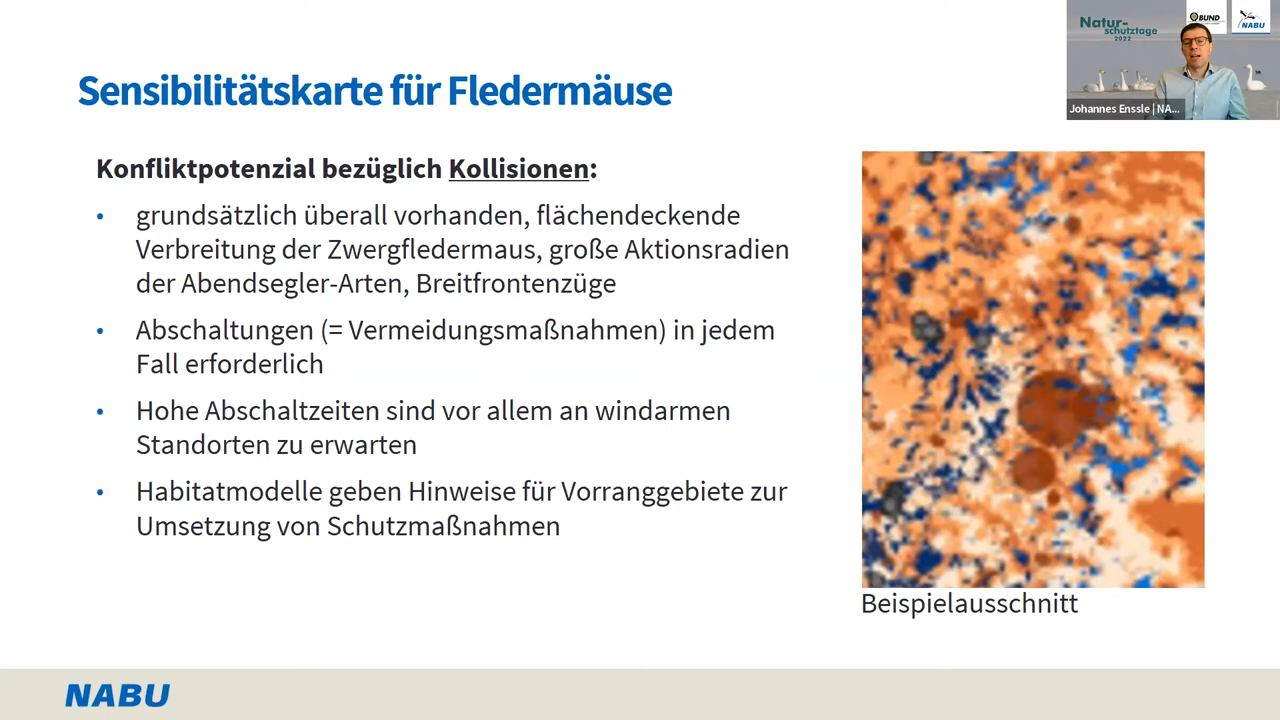 Natur-
schutztage
2022
BUND
NABU
Johannes Enssle | NA...
Sensibilitätskarte für Fledermäuse
Konfliktpotenzial bezüglich Kollisionen:
• grundsätzlich überall vorhanden, flächendeckende
Verbreitung der Zwergfledermaus, große Aktionsradien
der Abendsegler-Arten, Breitfrontenzüge
• Abschaltungen (= Vermeidungsmaßnahmen) in jedem
Fall erforderlich
• Hohe Abschaltzeiten sind vor allem an windarmen
Standorten zu erwarten
• Habitatmodelle geben Hinweise für Vorranggebiete zur
Umsetzung von Schutzmaßnahmen
Beispielausschnitt
NABU